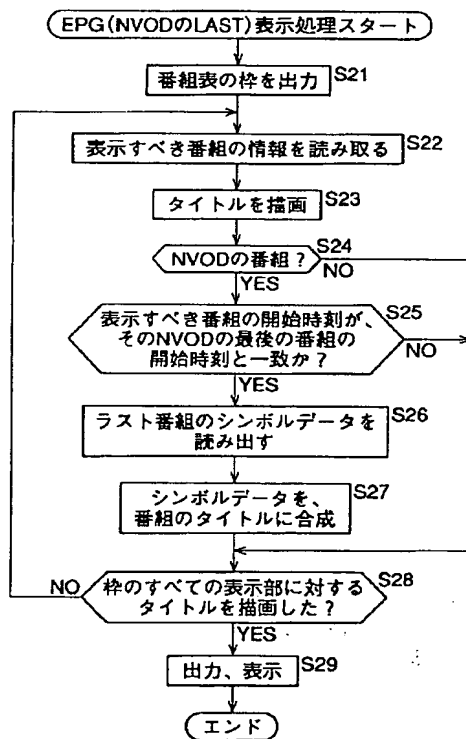 EPG(NVODのLAST)表示処理スタート
番組表の枠を出力
S21
表示すべき番組の情報を読み取る
S22
タイトルを描画
S23
NVODの番組？
S24
NO
YES
表示すべき番組の開始時刻が、
そのNVODの最後の番組の
開始時刻と一致か？
S25
NO
YES
ラスト番組のシンボルデータを
読み出す
S26
シンボルデータを、
番組のタイトルに合成
S27
NO
枠のすべての表示部に対する
タイトルを描画した？
S28
YES
出力、表示
S29
エンド